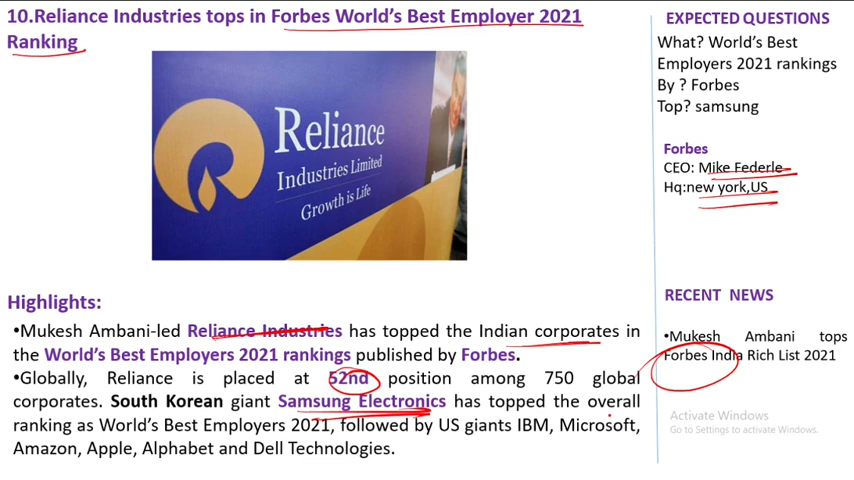 10.Reliance Industries tops in Forbes World's Best Employer 2021
Ranking
Reliance
Industries Limited
Growth is Life
Highlights:
•Mukesh Ambani-led Reliance Industries has topped the Indian corporates in
the World's Best Employers 2021 rankings published by Forbes.
•Globally, Reliance is placed at 52nd position among 750 global
corporates. South Korean giant Samsung Electronics has topped the overall
ranking as World's Best Employers 2021, followed by US giants IBM, Microsoft,
Amazon, Apple, Alphabet and Dell Technologies.
EXPECTED QUESTIONS
What? World's Best
Employers 2021 rankings
By ? Forbes
Top? samsung
Forbes
CEO: Mike Federle
Hq:new york,US
RECENT NEWS
•Mukesh Ambani tops
Forbes India Rich List 2021
Activate Windows
Go to Settings to activate Windows.